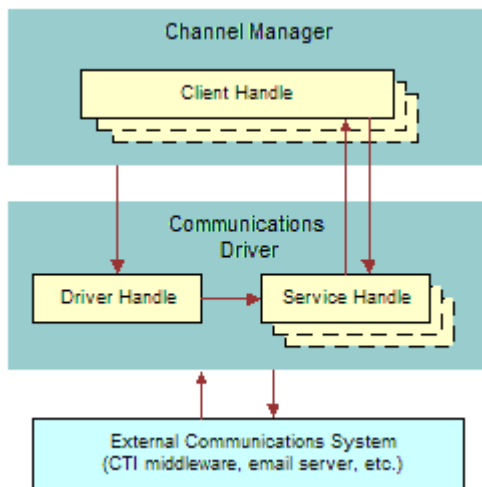 Channel Manager
Client Handle
Communications
Driver
Driver Handle
Service Handle
External Communications System
(CTI middleware, email server, etc.)